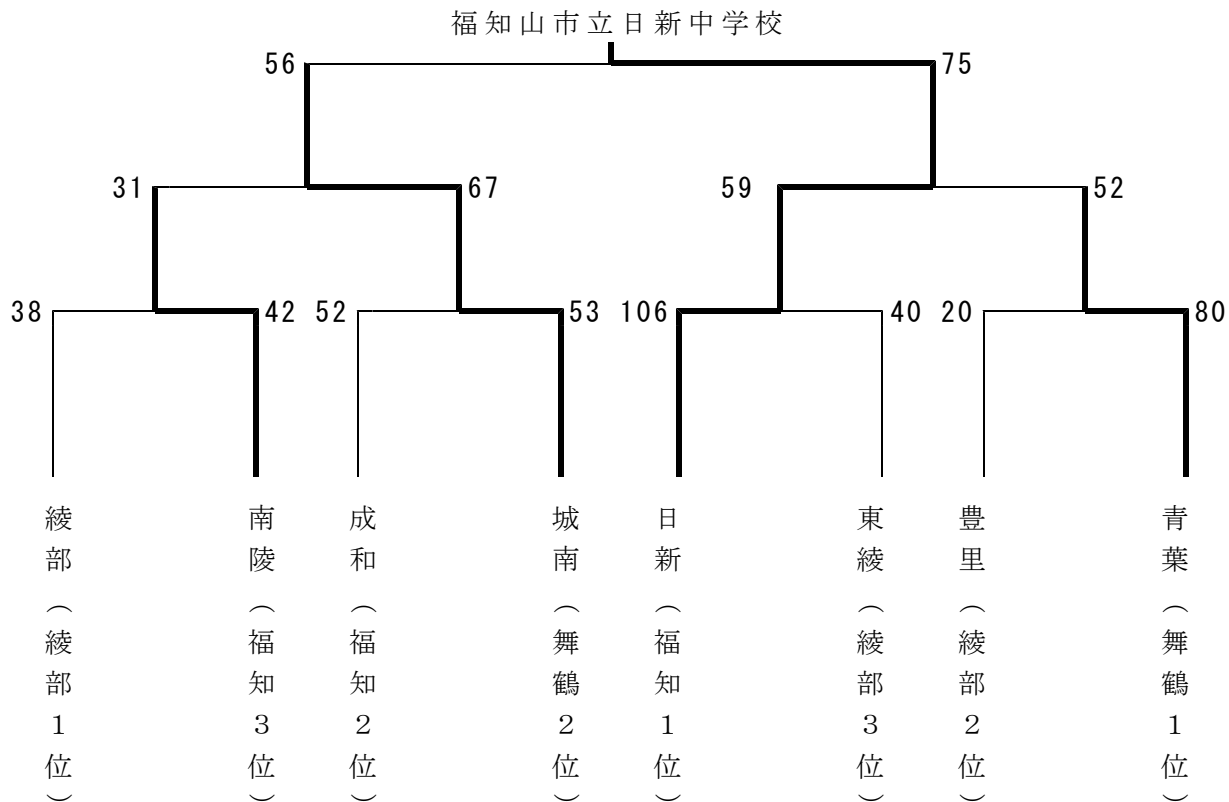 福知山市立日新中学校
56
75
31
67
59
52
38
42
52
53
106
40
20
80
綾部（綾部１位）
南陵（福知３位）
成和（福知２位）
城南（舞鶴２位）
日新（福知１位）
東綾（綾部３位）
豊里（綾部２位）
青葉（舞鶴１位）